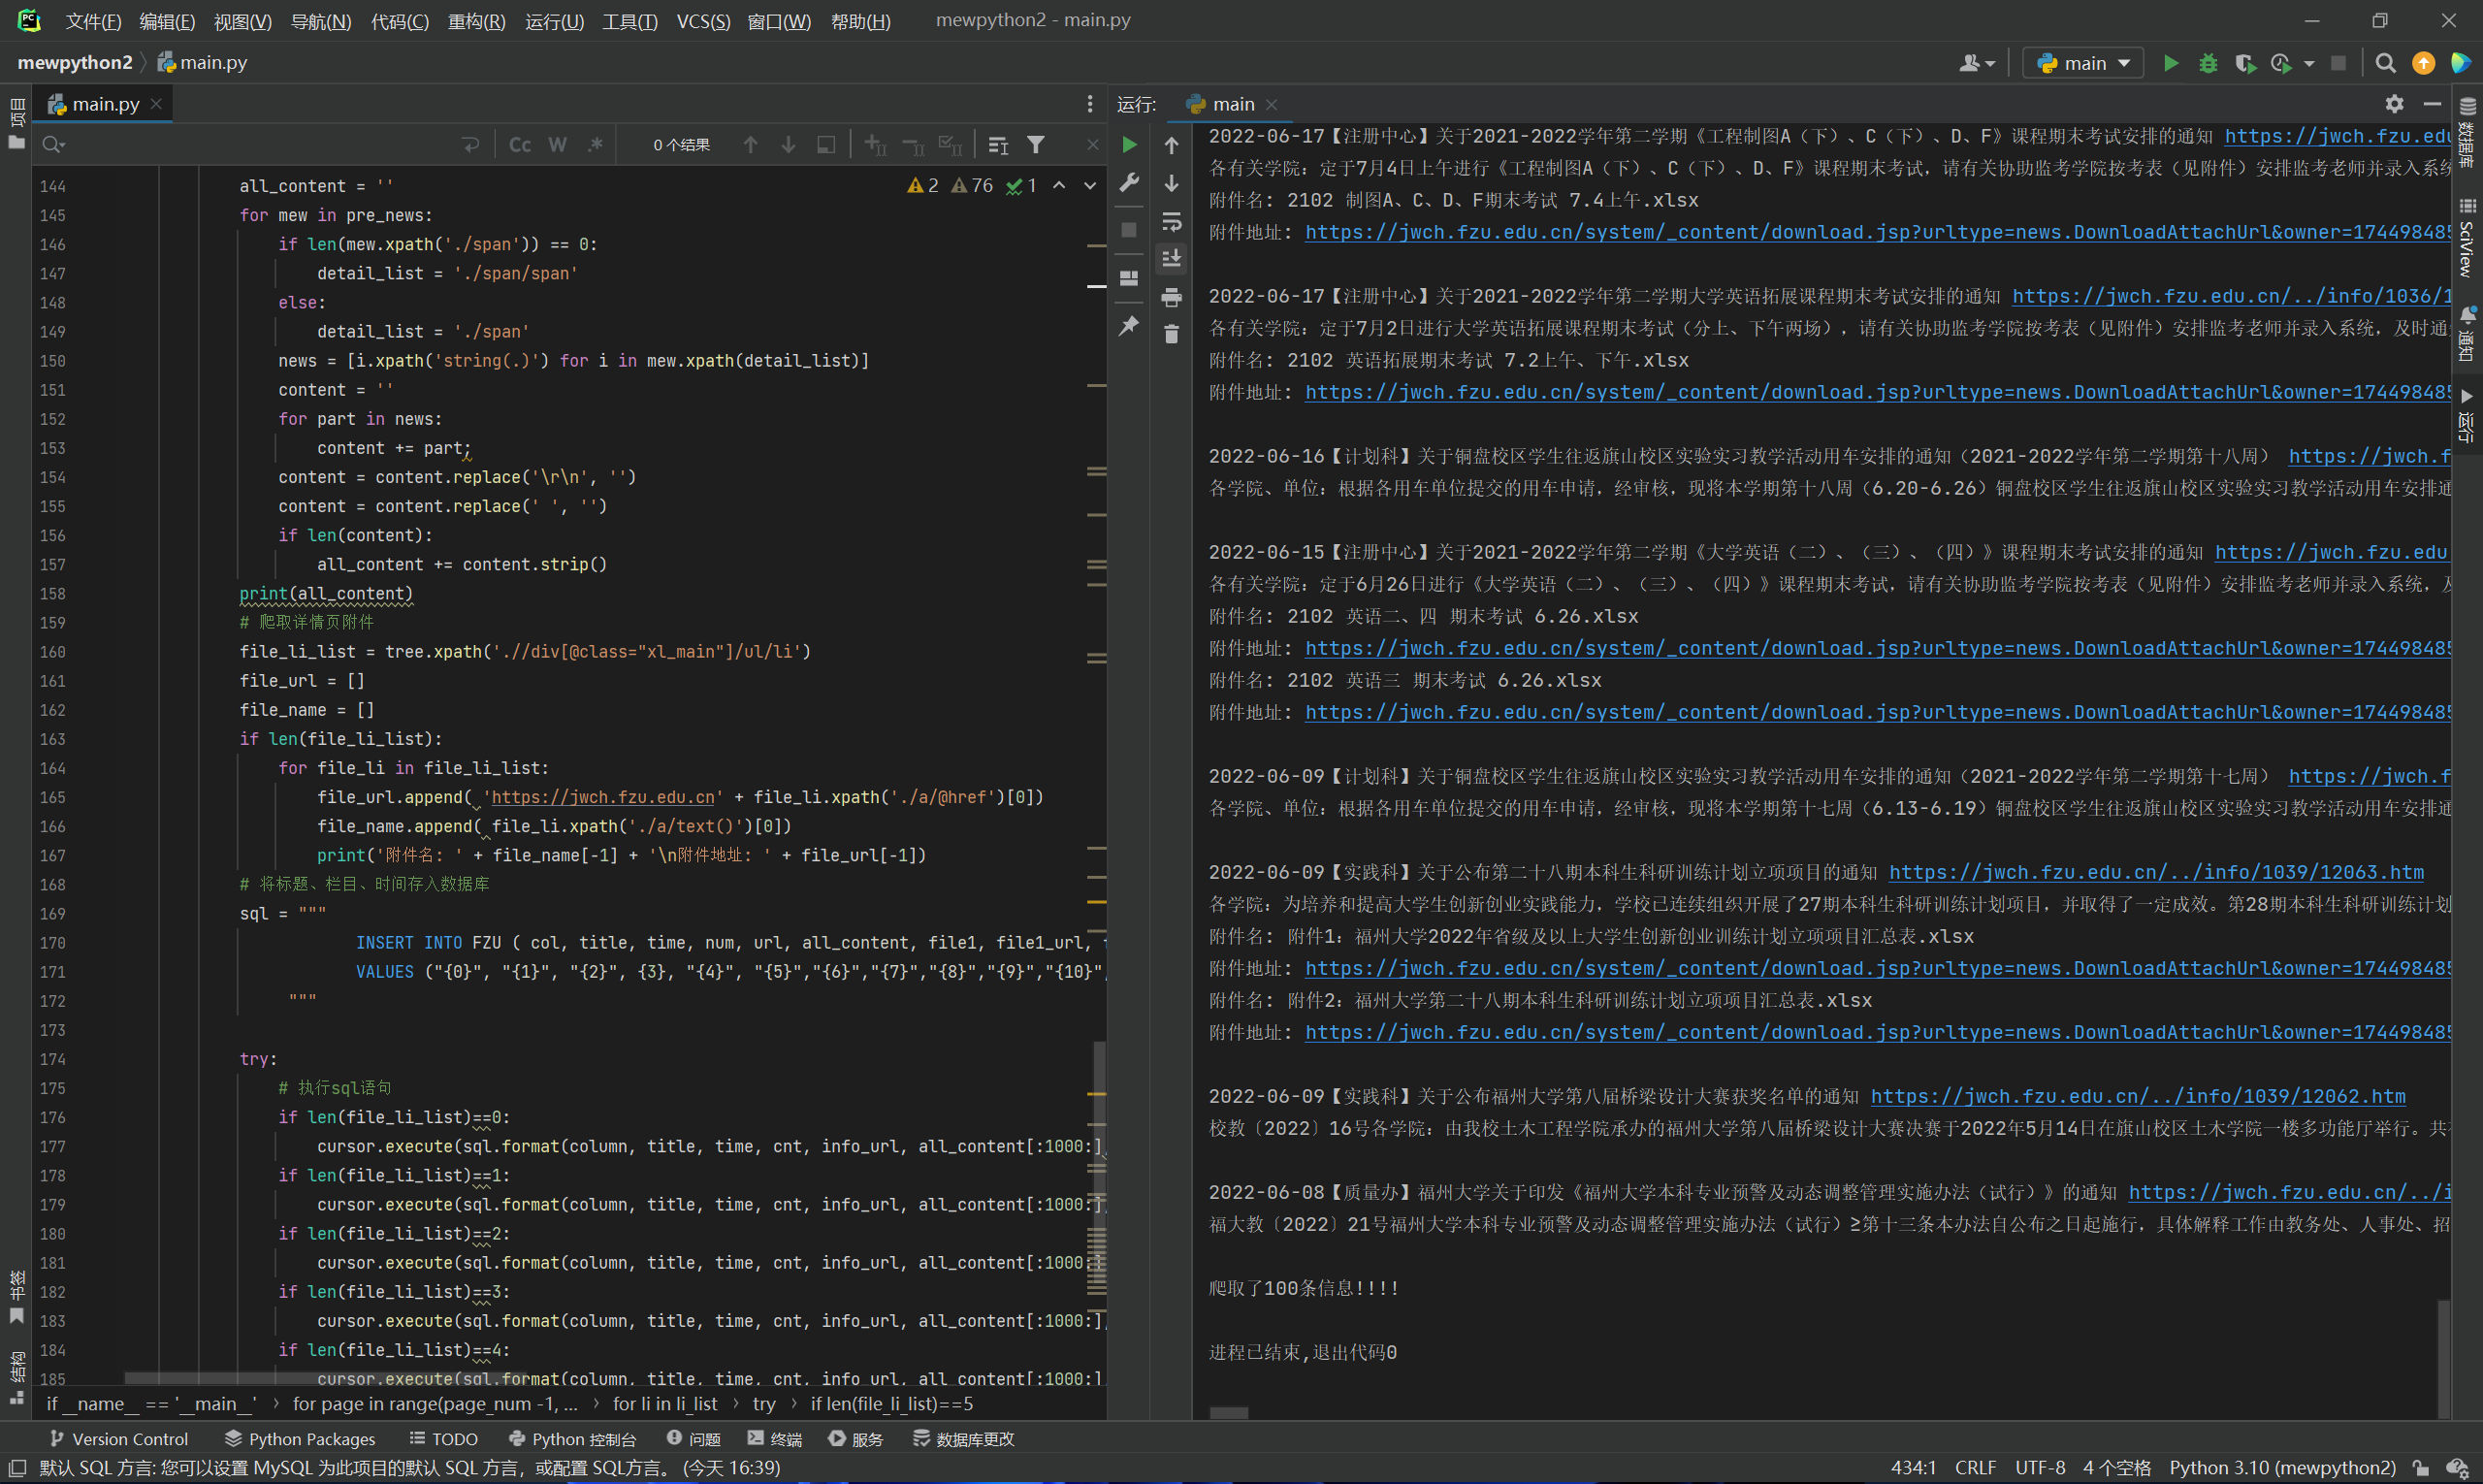 文件(F) 编辑(E) 视图(V) 导航(N) 代码(C) 重构(R) 运行(U) 工具(T) VCS(S) 窗口(W) 帮助(H) mewpython2 - main.py
mewpython2 main.py main
项目
main.py
Cc W .* 0 个结果
2 76 1
144 all_content = ''
145 for mew in pre_news:
146 if len(mew.xpath('./span')) == 0:
147 detail_list = './span/span'
148 else:
149 detail_list = './span'
150 news = [i.xpath('string(.)') for i in mew.xpath(detail_list)]
151 content = ''
152 for part in news:
153 content += part;
154 content = content.replace('\r\n', '')
155 content = content.replace(' ', '')
156 if len(content):
157 all_content += content.strip()
158 print(all_content)
159 # 爬取详情页附件
160 file_li_list = tree.xpath('.//div[@class="xl_main"]/ul/li')
161 file_url = []
162 file_name = []
163 if len(file_li_list):
164 for file_li in file_li_list:
165 file_url.append( 'https://jwch.fzu.edu.cn' + file_li.xpath('./a/@href')[0])
166 file_name.append( file_li.xpath('./a/text()')[0])
167 print('附件名: ' + file_name[-1] + '\n附件地址: ' + file_url[-1])
168 # 将标题、栏目、时间存入数据库
169 sql = """
170 INSERT INTO FZU ( col, title, time, num, url, all_content, file1, file1_url,
171 VALUES ("{0}", "{1}", "{2}", {3}, "{4}", "{5}","{6}","{7}","{8}","{9}","{10}",
172 """
173
174 try:
175 # 执行sql语句
176 if len(file_li_list)==0:
177 cursor.execute(sql.format(column, title, time, cnt, info_url, all_content[:1000:],
178 if len(file_li_list)==1:
179 cursor.execute(sql.format(column, title, time, cnt, info_url, all_content[:1000:],
180 if len(file_li_list)==2:
181 cursor.execute(sql.format(column, title, time, cnt, info_url, all_content[:1000:]
182 if len(file_li_list)==3:
183 cursor.execute(sql.format(column, title, time, cnt, info_url, all_content[:1000:],
184 if len(file_li_list)==4:
185 cursor.execute(sql.format(column, title, time, cnt, info_url, all_content[:1000:]
if __name__ == '__main__' › for page in range(page_num -1, ... › for li in li_list › try › if len(file_li_list)==5
书签
结构
运行: main
2022-06-17【注册中心】关于2021-2022学年第二学期《工程制图A（下）、C（下）、D、F》课程期末考试安排的通知 https://jwch.fzu.edu
各有关学院：定于7月4日上午进行《工程制图A（下）、C（下）、D、F》课程期末考试，请有关协助监考学院按考表（见附件）安排监考老师并录入系统
附件名: 2102 制图A、C、D、F期末考试 7.4上午.xlsx
附件地址: https://jwch.fzu.edu.cn/system/_content/download.jsp?urltype=news.DownloadAttachUrl&owner=174498485
2022-06-17【注册中心】关于2021-2022学年第二学期大学英语拓展课程期末考试安排的通知 https://jwch.fzu.edu.cn/../info/1036/1
各有关学院：定于7月2日进行大学英语拓展课程期末考试（分上、下午两场），请有关协助监考学院按考表（见附件）安排监考老师并录入系统，及时通
附件名: 2102 英语拓展期末考试 7.2上午、下午.xlsx
附件地址: https://jwch.fzu.edu.cn/system/_content/download.jsp?urltype=news.DownloadAttachUrl&owner=174498485
2022-06-16【计划科】关于铜盘校区学生往返旗山校区实验实习教学活动用车安排的通知（2021-2022学年第二学期第十八周） https://jwch.f
各学院、单位：根据各用车单位提交的用车申请，经审核，现将本学期第十八周（6.20-6.26）铜盘校区学生往返旗山校区实验实习教学活动用车安排通
2022-06-15【注册中心】关于2021-2022学年第二学期《大学英语（二）、（三）、（四）》课程期末考试安排的通知 https://jwch.fzu.edu
各有关学院：定于6月26日进行《大学英语（二）、（三）、（四）》课程期末考试，请有关协助监考学院按考表（见附件）安排监考老师并录入系统，及
附件名: 2102 英语二、四 期末考试 6.26.xlsx
附件地址: https://jwch.fzu.edu.cn/system/_content/download.jsp?urltype=news.DownloadAttachUrl&owner=174498485
附件名: 2102 英语三 期末考试 6.26.xlsx
附件地址: https://jwch.fzu.edu.cn/system/_content/download.jsp?urltype=news.DownloadAttachUrl&owner=174498485
2022-06-09【计划科】关于铜盘校区学生往返旗山校区实验实习教学活动用车安排的通知（2021-2022学年第二学期第十七周） https://jwch.f
各学院、单位：根据各用车单位提交的用车申请，经审核，现将本学期第十七周（6.13-6.19）铜盘校区学生往返旗山校区实验实习教学活动用车安排通
2022-06-09【实践科】关于公布第二十八期本科生科研训练计划立项项目的通知 https://jwch.fzu.edu.cn/../info/1039/12063.htm
各学院：为培养和提高大学生创新创业实践能力，学校已连续组织开展了27期本科生科研训练计划项目，并取得了一定成效。第28期本科生科研训练计划
附件名: 附件1：福州大学2022年省级及以上大学生创新创业训练计划立项项目汇总表.xlsx
附件地址: https://jwch.fzu.edu.cn/system/_content/download.jsp?urltype=news.DownloadAttachUrl&owner=174498485
附件名: 附件2：福州大学第二十八期本科生科研训练计划立项项目汇总表.xlsx
附件地址: https://jwch.fzu.edu.cn/system/_content/download.jsp?urltype=news.DownloadAttachUrl&owner=174498485
2022-06-09【实践科】关于公布福州大学第八届桥梁设计大赛获奖名单的通知 https://jwch.fzu.edu.cn/../info/1039/12062.htm
校教〔2022〕16号各学院：由我校土木工程学院承办的福州大学第八届桥梁设计大赛决赛于2022年5月14日在旗山校区土木学院一楼多功能厅举行。共
2022-06-08【质量办】福州大学关于印发《福州大学本科专业预警及动态调整管理实施办法（试行）》的通知 https://jwch.fzu.edu.cn/../i
福大教〔2022〕21号福州大学本科专业预警及动态调整管理实施办法（试行）≥第十三条本办法自公布之日起施行，具体解释工作由教务处、人事处、招
爬取了100条信息!!!!
进程已结束,退出代码0
数据库
SciView
通知
运行
Version Control Python Packages TODO Python 控制台 问题 终端 服务 数据库更改
默认 SQL 方言: 您可以设置 MySQL 为此项目的默认 SQL 方言，或配置 SQL方言。 (今天 16:39) 434:1 CRLF UTF-8 4 个空格 Python 3.10 (mewpython2)